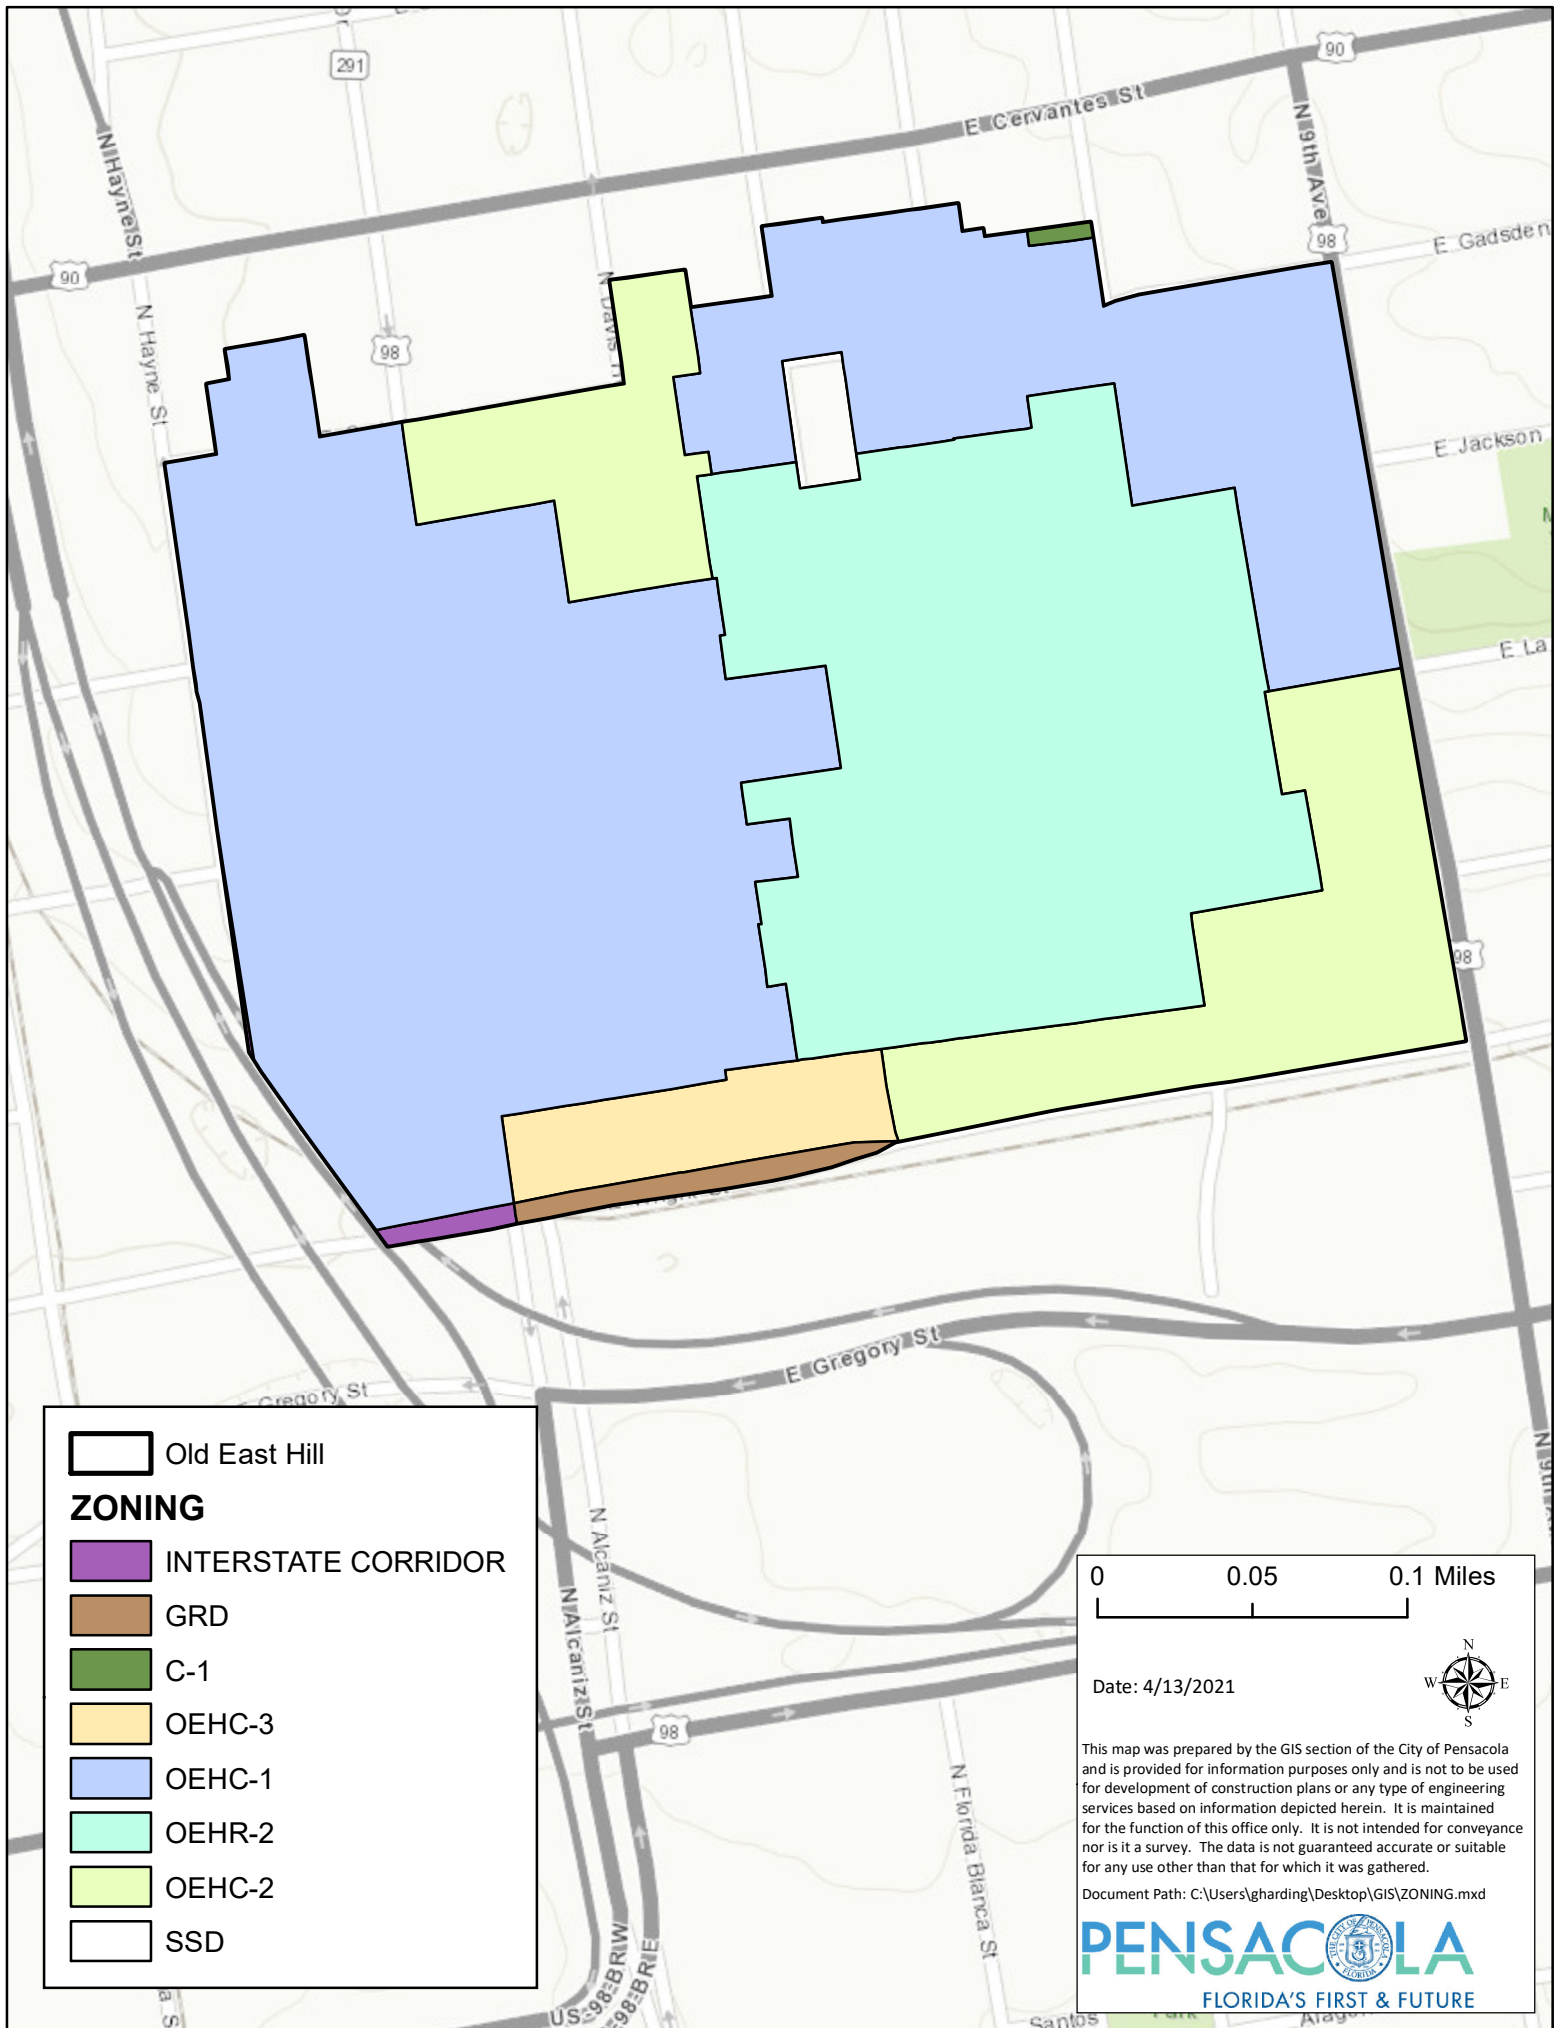 291
90
E Cervantes St
N Hayne St
N 9th Ave
98
E Gadsden
90
N Hayne St
98
E Jackson
E La
98
E Gregory St
Gregory St
N Alcaniz St
N Alcaniz St
98
N Florida Blanca St
US-98-BR W
98-BR E
Santos
Park
Old East Hill
ZONING
INTERSTATE CORRIDOR
GRD
C-1
OEHC-3
OEHC-1
OEHR-2
OEHC-2
SSD
0 0.05 0.1 Miles
Date: 4/13/2021
N
W E
S
This map was prepared by the GIS section of the City of Pensacola
and is provided for information purposes only and is not to be used
for development of construction plans or any type of engineering
services based on information depicted herein. It is maintained
for the function of this office only. It is not intended for conveyance
nor is it a survey. The data is not guaranteed accurate or suitable
for any use other than that for which it was gathered.
Document Path: C:\Users\gharding\Desktop\GIS\ZONING.mxd
PENSACOLA
THE CITY OF PENSACOLA
FLORIDA
FLORIDA'S FIRST & FUTURE